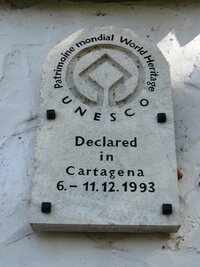 Patrimoine mondial World Heritage
UNESCO
Declared
in
Cartagena
6.–11.12.1993